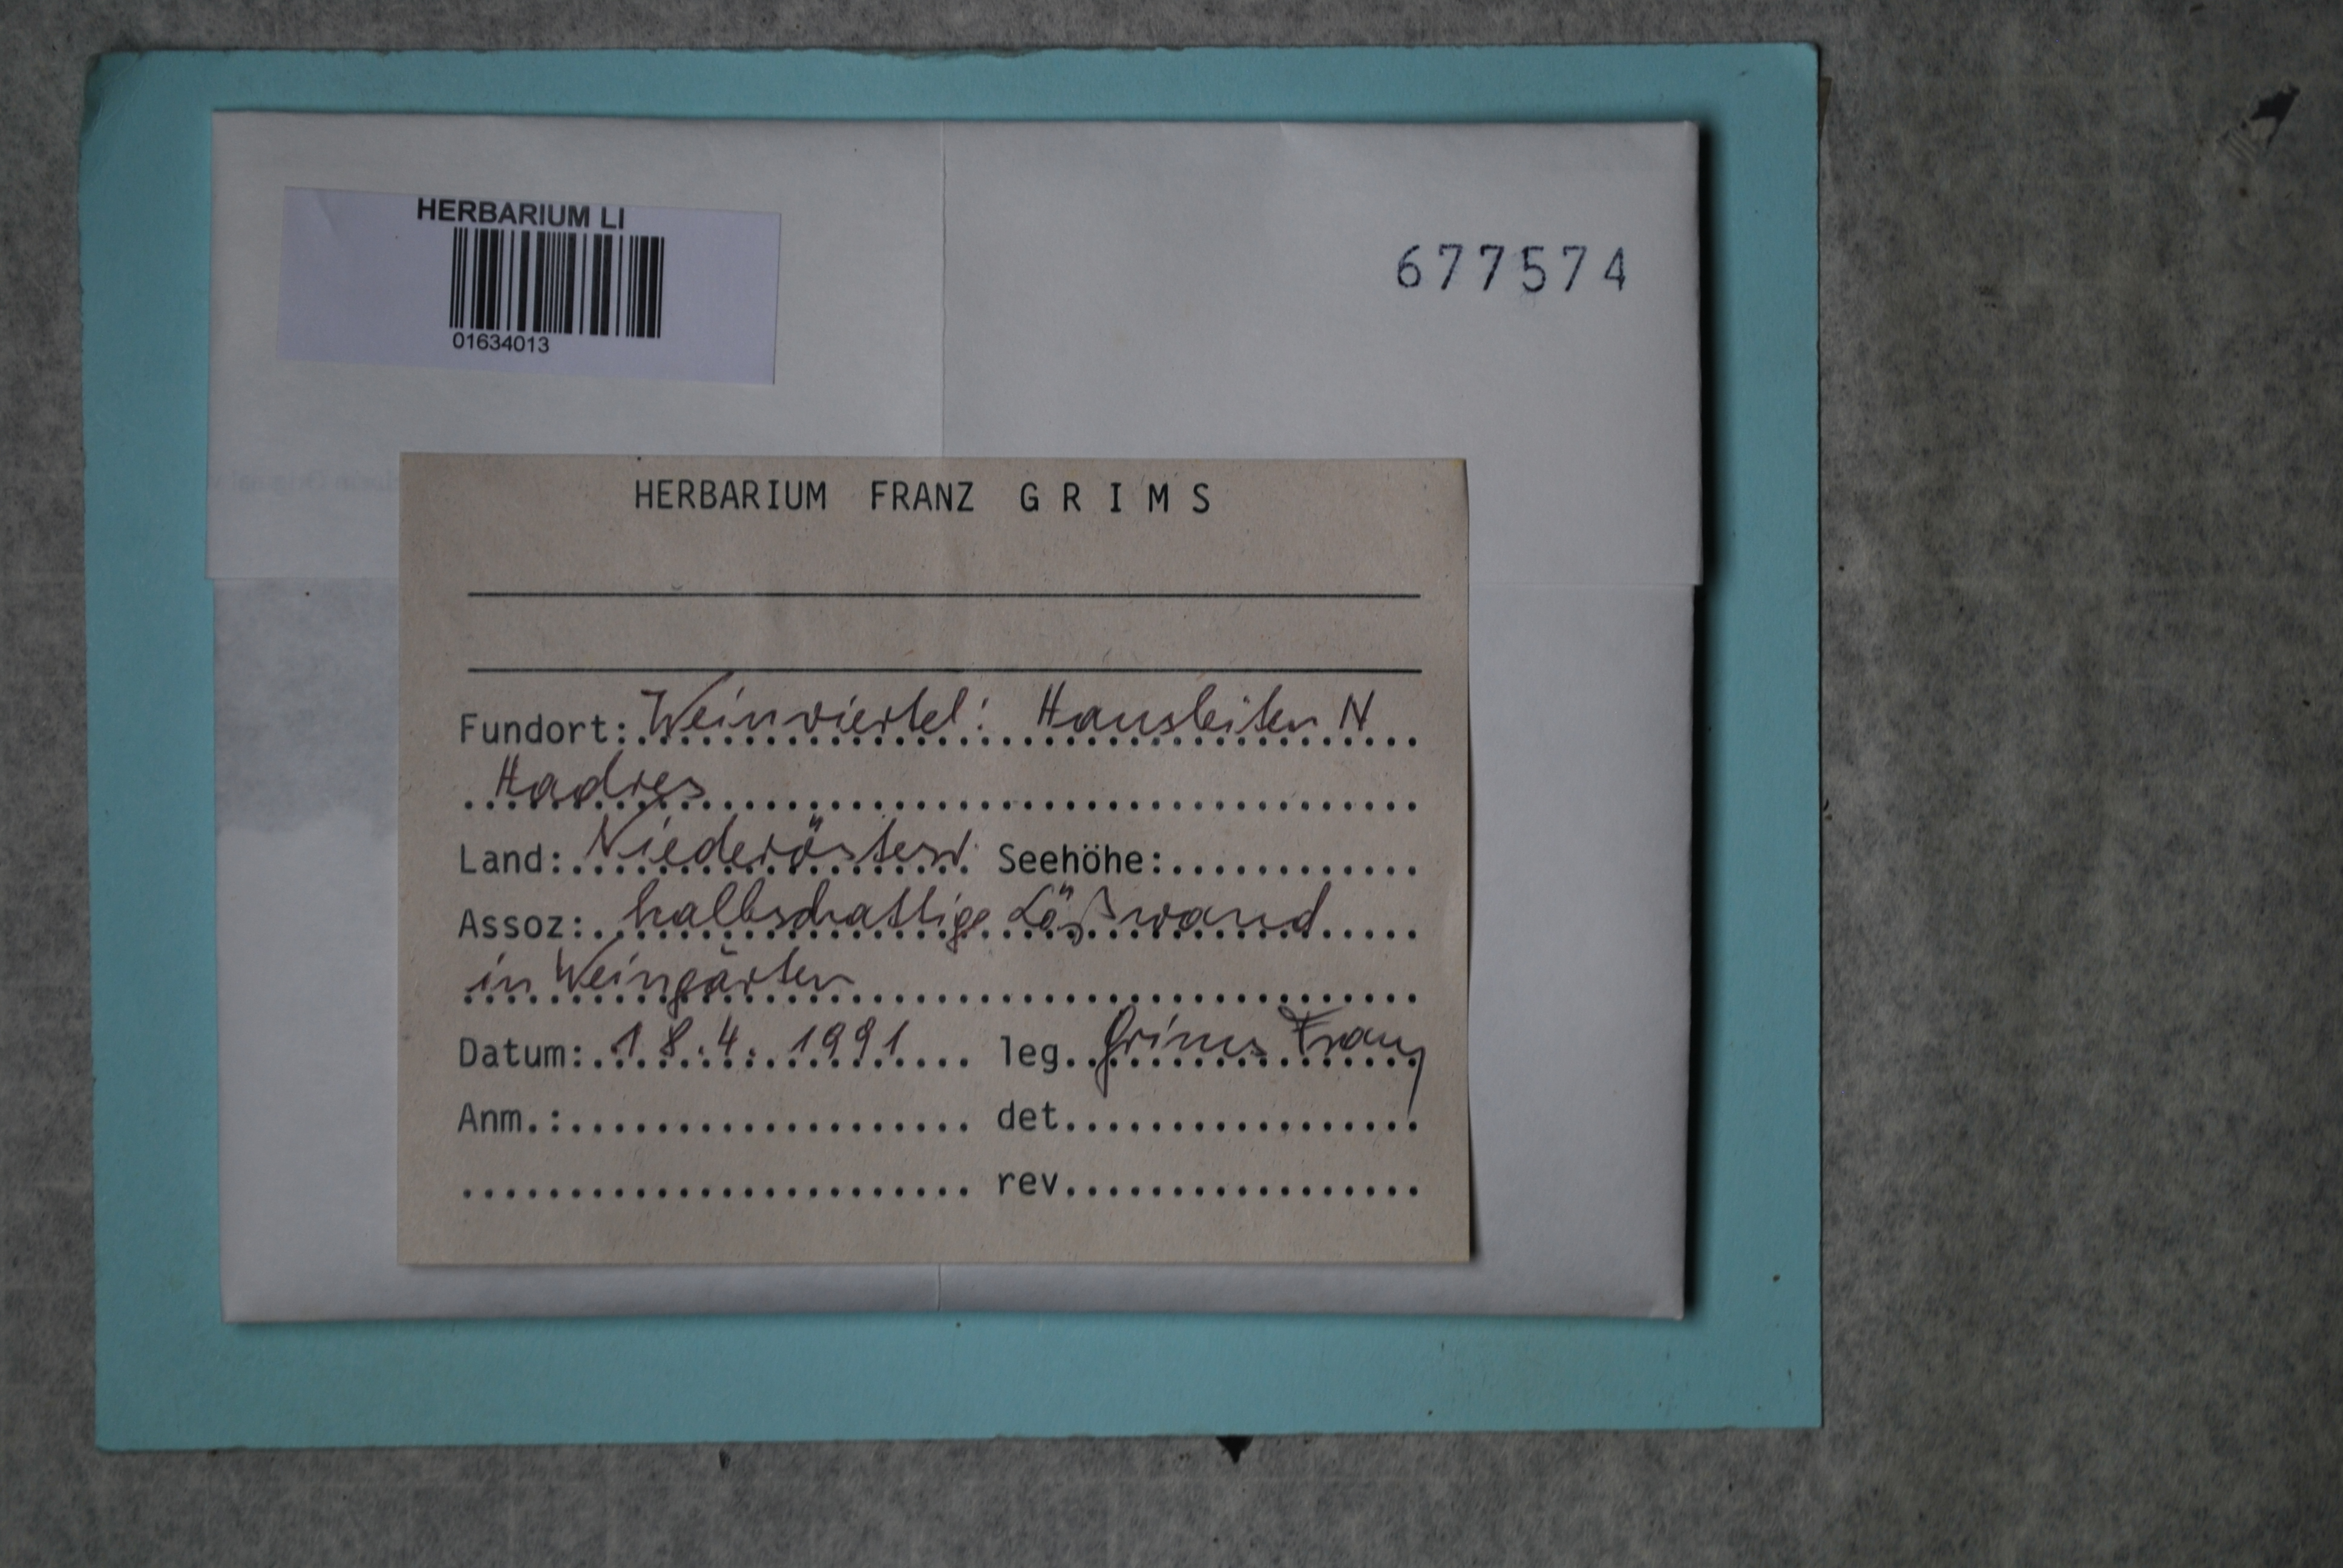 HERBARIUM LI
01634013
677574
HERBARIUM FRANZ G R I M S
Fundort: Weinviertel: Hausleiten N
Hadres
Land: Niederösterr. Seehöhe:
Assoz: halbschattige Lößwand
in Weingärten
Datum: 18.4.1991 leg. Grims Franz
Anm.: det.
rev.